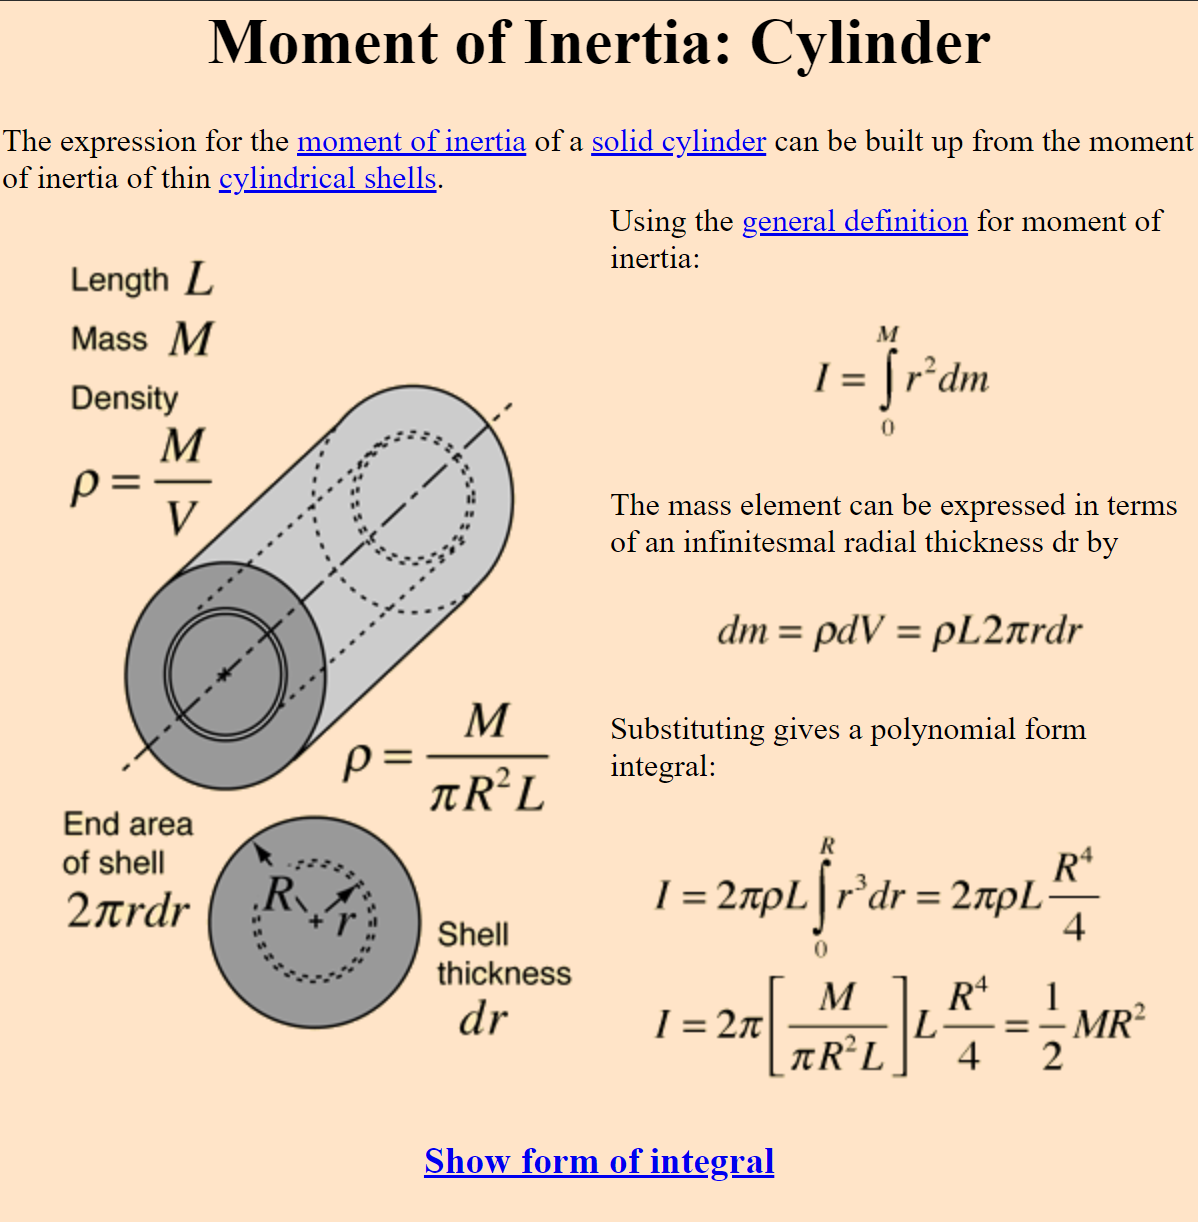 Moment of Inertia: Cylinder
The expression for the moment of inertia of a solid cylinder can be built up from the moment
of inertia of thin cylindrical shells.
Length L
Mass M
Density
ρ = M/V
ρ = M/(πR²L)
End area
of shell
2πrdr
R
r
Shell
thickness
dr
Using the general definition for moment of
inertia:
I = ∫₀ᴹ r²dm
The mass element can be expressed in terms
of an infinitesmal radial thickness dr by
dm = ρdV = ρL2πrdr
Substituting gives a polynomial form
integral:
I = 2πρL ∫₀ᴿ r³dr = 2πρL R⁴/4
I = 2π[M/(πR²L)]L R⁴/4 = 1/2 MR²
Show form of integral